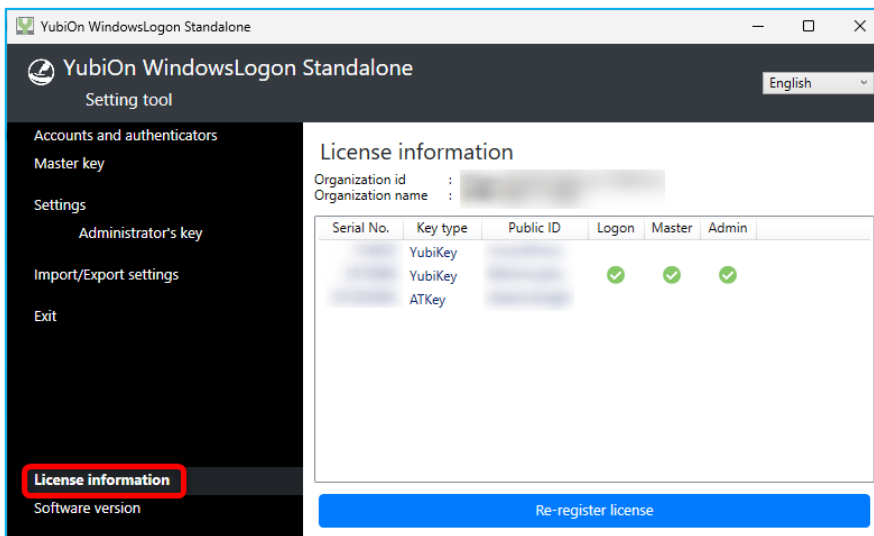 YubiOn WindowsLogon Standalone
YubiOn WindowsLogon Standalone
Setting tool
English
Accounts and authenticators
Master key
Settings
Administrator's key
Import/Export settings
Exit
License information
Software version
License information
Organization id :
Organization name :
Serial No. Key type Public ID Logon Master Admin
YubiKey
YubiKey
ATKey
Re-register license